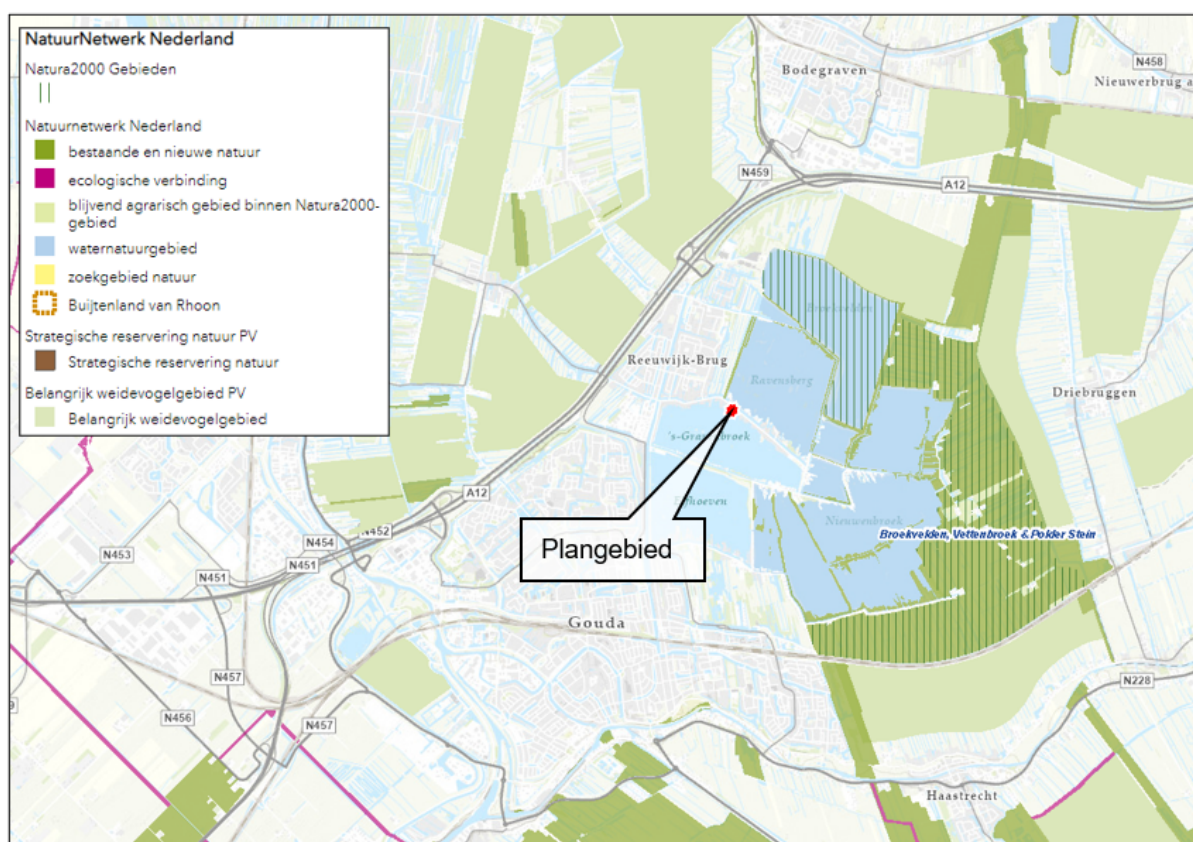 NatuurNetwerk Nederland
Natura2000 Gebieden
Natuurnetwerk Nederland
bestaande en nieuwe natuur
ecologische verbinding
blijvend agrarisch gebied binnen Natura2000-
gebied
waternatuurgebied
zoekgebied natuur
Buijtenland van Rhoon
Strategische reservering natuur PV
Strategische reservering natuur
Belangrijk weidevogelgebied PV
Belangrijk weidevogelgebied
Bodegraven
N458
Nieuwerbrug a
N459
A12
Broekvelden
Reeuwijk-Brug
Ravensberg
Driebruggen
A12
N452
N454
N453
N451
N451
Nieuwenbroek
Broekvelden, Vettenbroek & Polder Stein
Plangebied
Gouda
N457
N456
N457
N228
Haastrecht